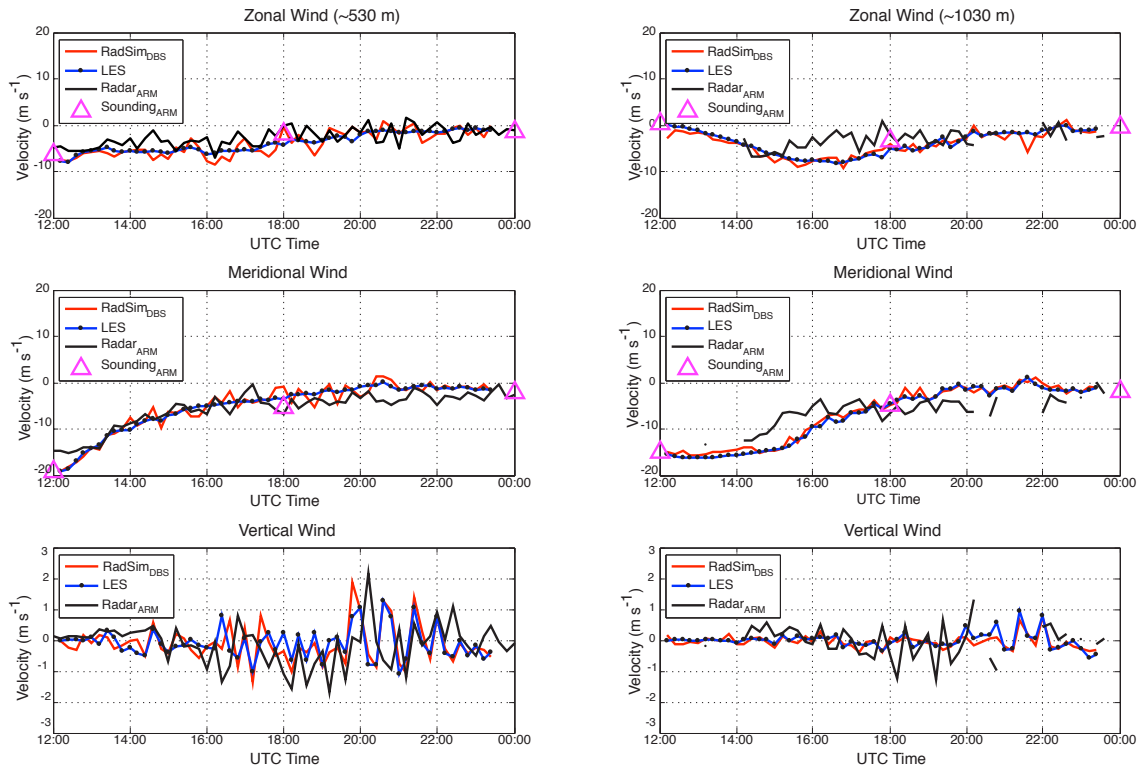 Zonal Wind (~530 m)
20
10
0
-10
-20
Velocity (m s-1)
RadSimDBS
LES
RadarARM
SoundingARM
12:00 14:00 16:00 18:00 20:00 22:00 00:00
UTC Time
Zonal Wind (~1030 m)
20
10
0
-10
-20
Velocity (m s-1)
RadSimDBS
LES
RadarARM
SoundingARM
12:00 14:00 16:00 18:00 20:00 22:00 00:00
UTC Time
Meridional Wind
20
10
0
-10
-20
Velocity (m s-1)
RadSimDBS
LES
RadarARM
SoundingARM
12:00 14:00 16:00 18:00 20:00 22:00 00:00
UTC Time
Meridional Wind
20
10
0
-10
-20
Velocity (m s-1)
RadSimDBS
LES
RadarARM
SoundingARM
12:00 14:00 16:00 18:00 20:00 22:00 00:00
UTC Time
Vertical Wind
3
2
1
0
-1
-2
-3
Velocity (m s-1)
RadSimDBS
LES
RadarARM
12:00 14:00 16:00 18:00 20:00 22:00 00:00
UTC Time
Vertical Wind
3
2
1
0
-1
-2
-3
Velocity (m s-1)
RadSimDBS
LES
RadarARM
12:00 14:00 16:00 18:00 20:00 22:00 00:00
UTC Time